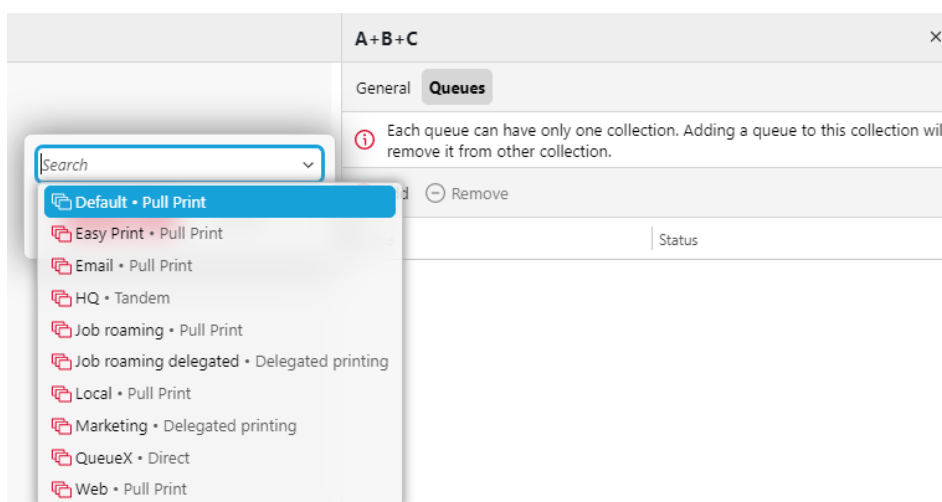 A+B+C
General Queues
Each queue can have only one collection. Adding a queue to this collection wil
remove it from other collection.
Search
Remove
Status
Default • Pull Print
Easy Print • Pull Print
Email • Pull Print
HQ • Tandem
Job roaming • Pull Print
Job roaming delegated • Delegated printing
Local • Pull Print
Marketing • Delegated printing
QueueX • Direct
Web • Pull Print